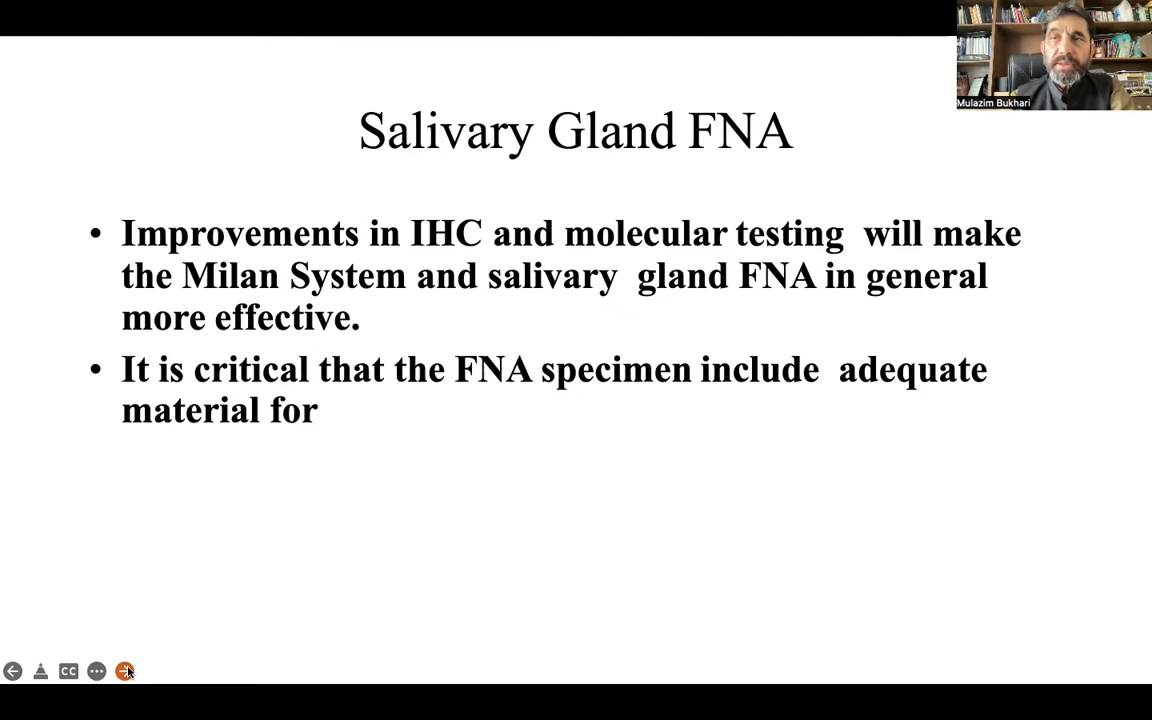 Mulazim Bukhari
Salivary Gland FNA
• Improvements in IHC and molecular testing will make
the Milan System and salivary gland FNA in general
more effective.
• It is critical that the FNA specimen include adequate
material for
CC